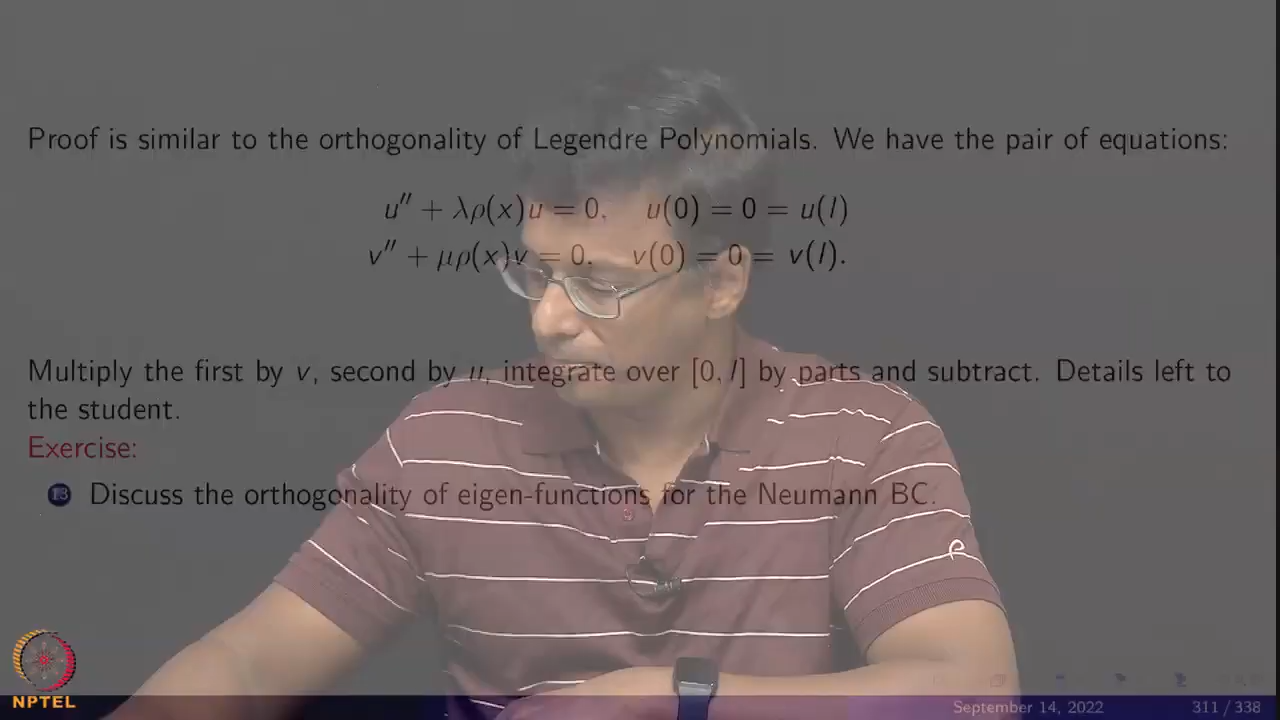 Proof is similar to the orthogonality of Legendre Polynomials. We have the pair of equations:
u″ + λρ(x)u = 0, u(0) = 0 = u(l)
v″ + μρ(x)v = 0. v(0) = 0 = v(l).
Multiply the first by v, second by u, integrate over [0, l] by parts and subtract. Details left to
the student.
Exercise:
13 Discuss the orthogonality of eigen-functions for the Neumann BC.
NPTEL
September 14, 2022 311 / 338